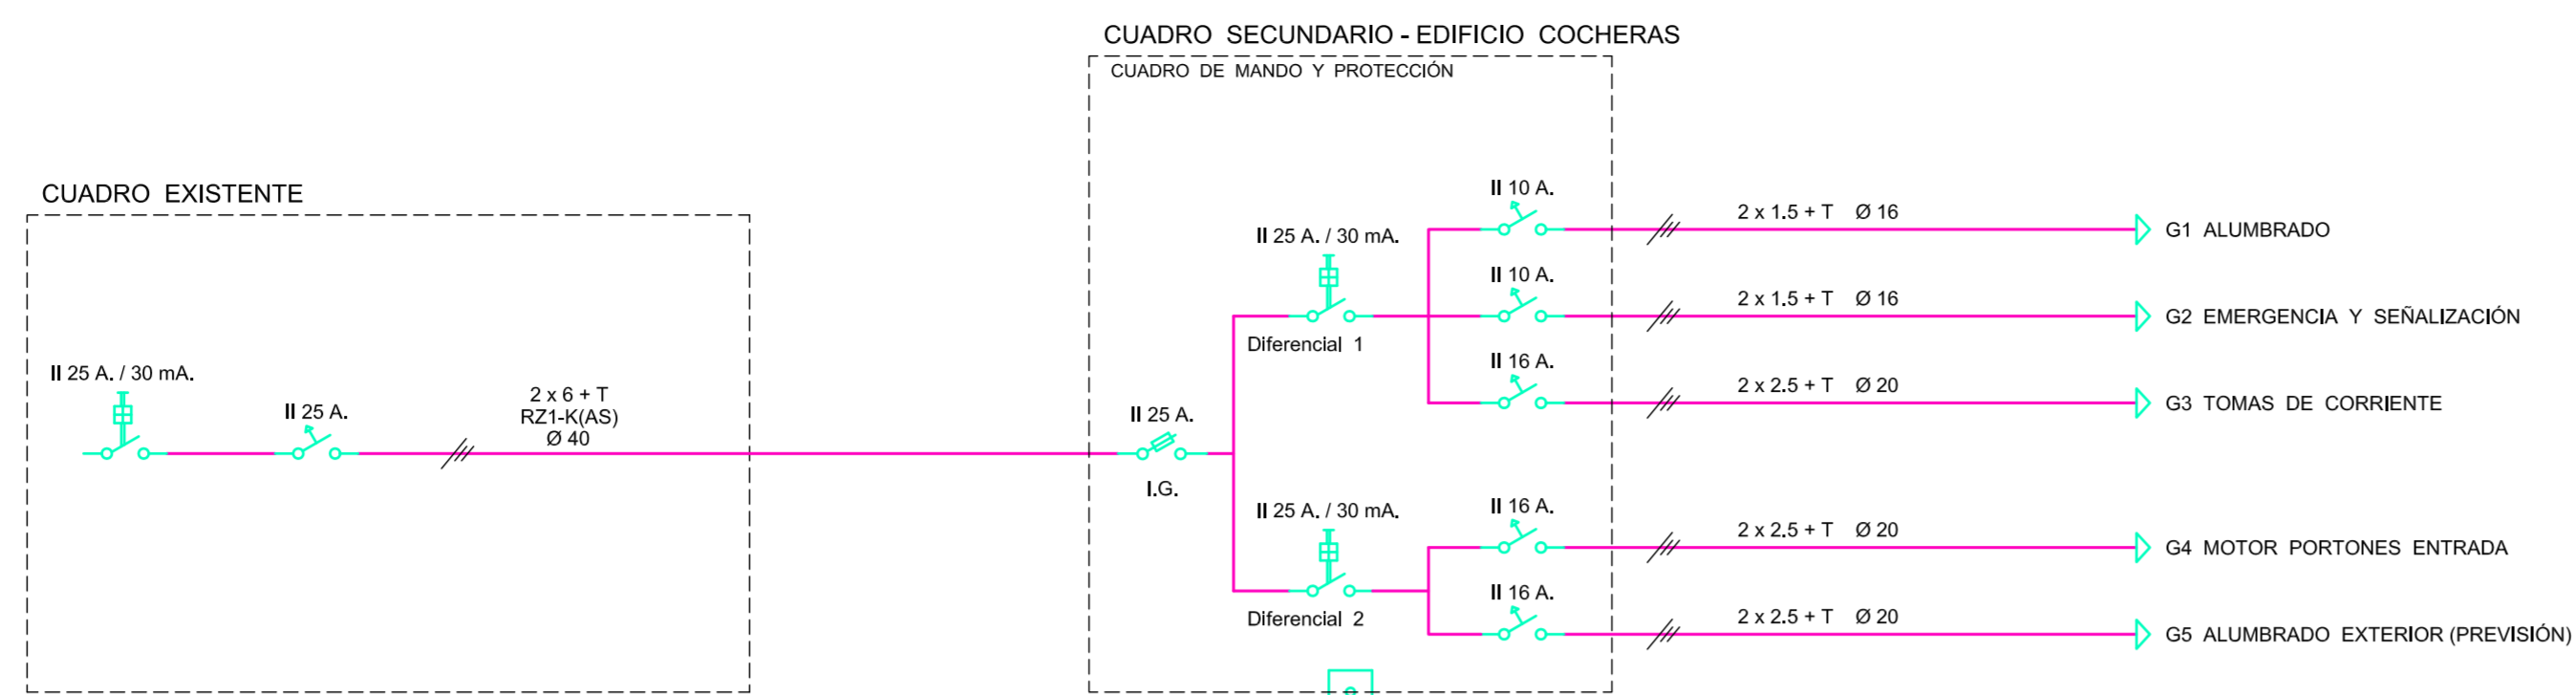 CUADRO SECUNDARIO - EDIFICIO COCHERAS
CUADRO DE MANDO Y PROTECCIÓN
CUADRO EXISTENTE
II 25 A. / 30 mA.
II 25 A.
2 x 6 + T
RZ1-K(AS)
Ø 40
II 25 A.
I.G.
II 25 A. / 30 mA.
Diferencial 1
II 10 A.
2 x 1.5 + T Ø 16
G1 ALUMBRADO
II 10 A.
2 x 1.5 + T Ø 16
G2 EMERGENCIA Y SEÑALIZACIÓN
II 16 A.
2 x 2.5 + T Ø 20
G3 TOMAS DE CORRIENTE
II 25 A. / 30 mA.
Diferencial 2
II 16 A.
2 x 2.5 + T Ø 20
G4 MOTOR PORTONES ENTRADA
II 16 A.
2 x 2.5 + T Ø 20
G5 ALUMBRADO EXTERIOR (PREVISIÓN)